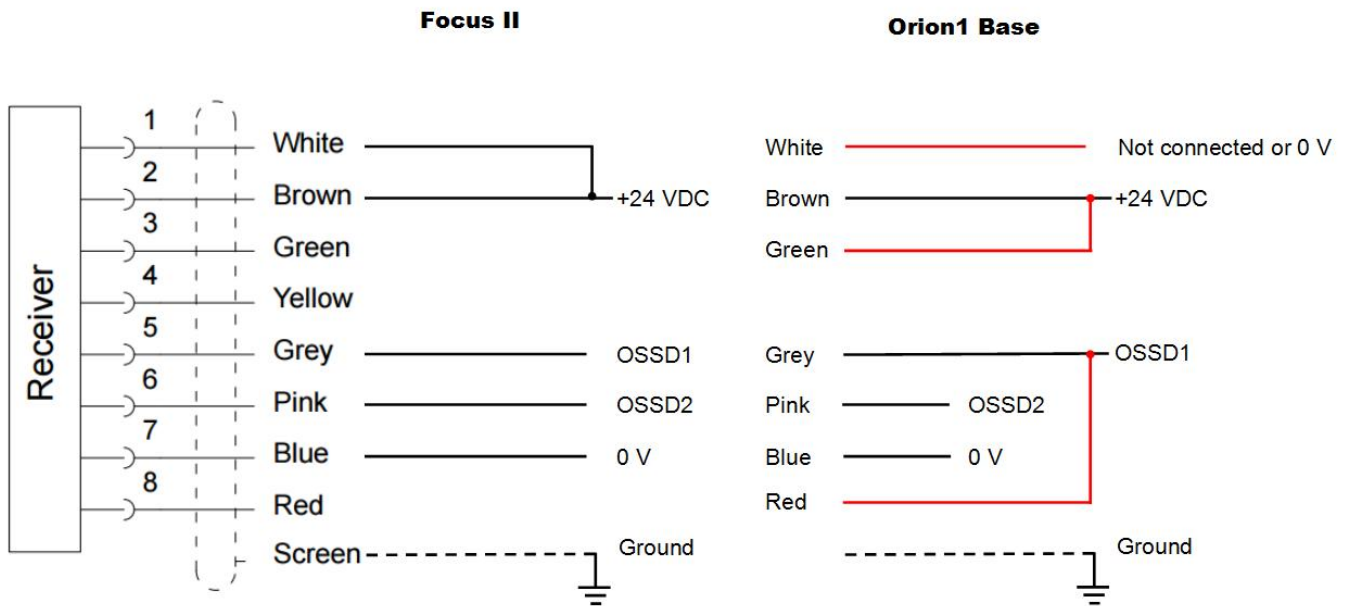 Focus II
Orion1 Base
Receiver
1 White
2 Brown +24 VDC
3 Green
4 Yellow
5 Grey OSSD1
6 Pink OSSD2
7 Blue 0 V
8 Red
Screen Ground
White Not connected or 0 V
Brown +24 VDC
Green
Grey OSSD1
Pink OSSD2
Blue 0 V
Red
Ground